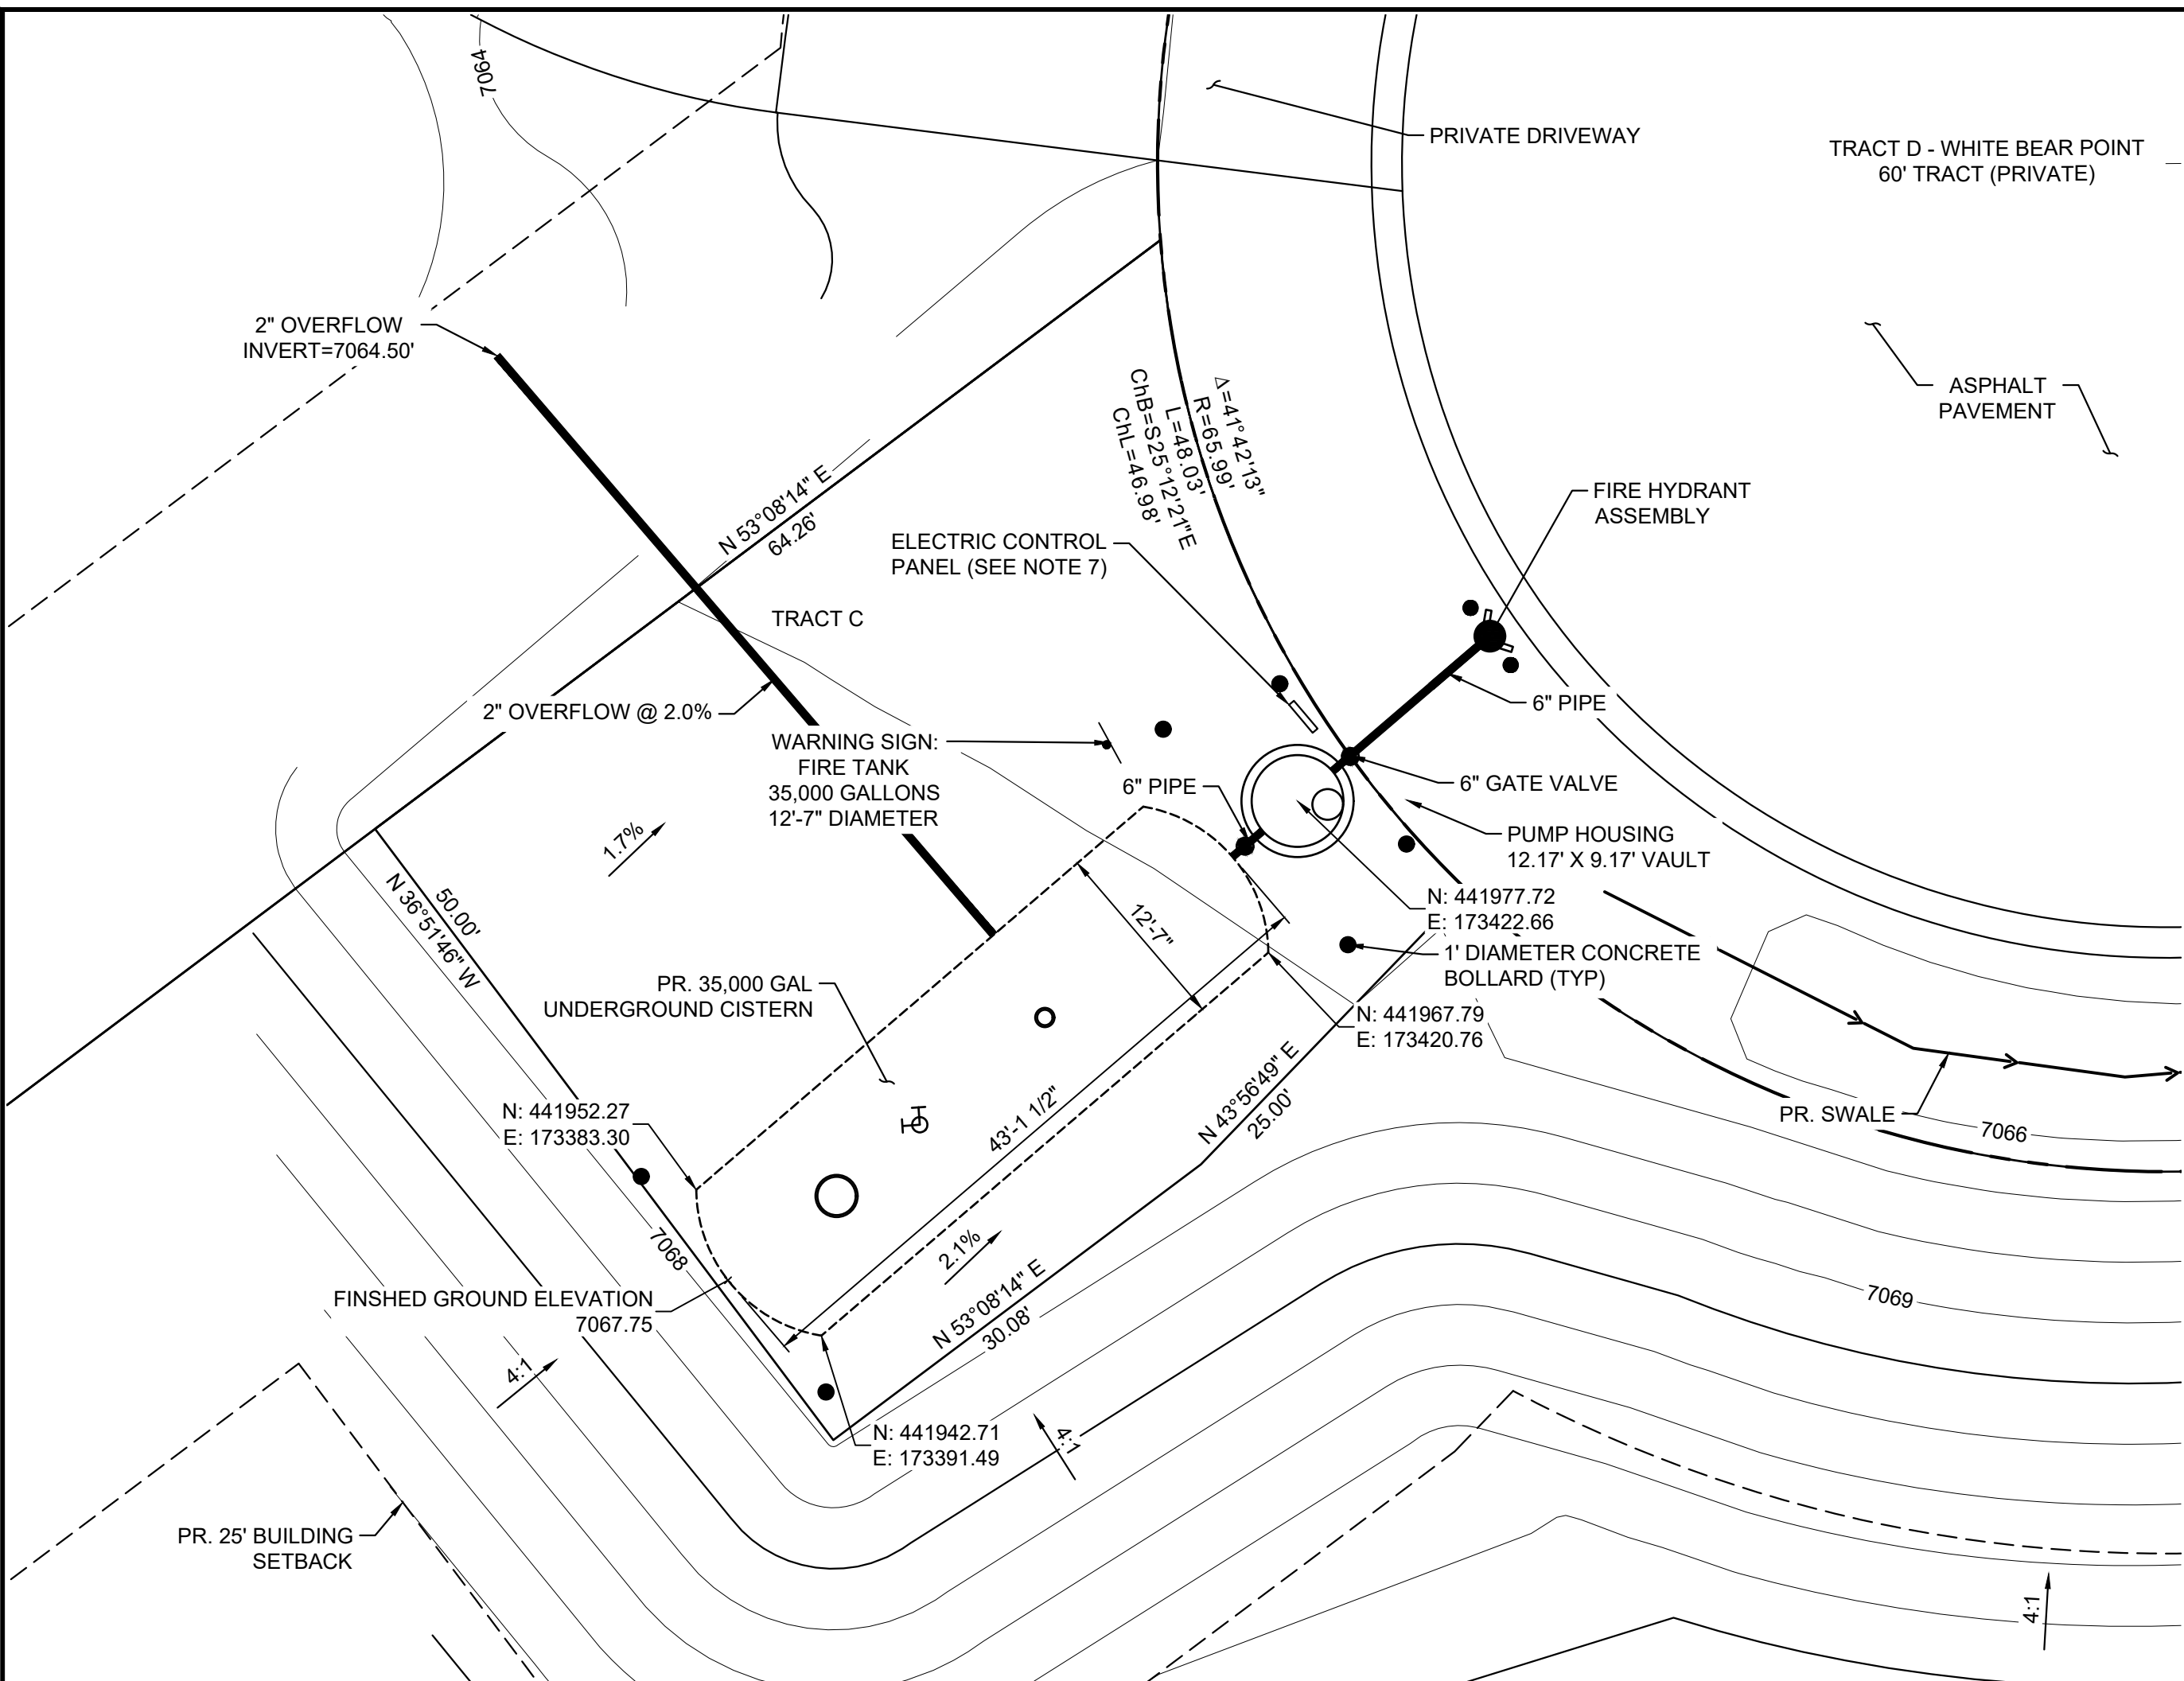 7064
PRIVATE DRIVEWAY
TRACT D - WHITE BEAR POINT
60' TRACT (PRIVATE)
2" OVERFLOW
INVERT=7064.50'
ASPHALT
PAVEMENT
Δ=41°42'13"
R=65.99'
L=48.03'
ChB=S25°12'21"E
ChL=46.98'
N 53°08'14" E
64.26'
FIRE HYDRANT
ASSEMBLY
ELECTRIC CONTROL
PANEL (SEE NOTE 7)
TRACT C
2" OVERFLOW @ 2.0%
6" PIPE
WARNING SIGN:
FIRE TANK
35,000 GALLONS
12'-7" DIAMETER
6" PIPE
6" GATE VALVE
1.7%
PUMP HOUSING
12.17' X 9.17' VAULT
50.00'
N 36°51'46" W
12'-7"
N: 441977.72
E: 173422.66
1' DIAMETER CONCRETE
BOLLARD (TYP)
PR. 35,000 GAL
UNDERGROUND CISTERN
N: 441967.79
E: 173420.76
N: 441952.27
E: 173383.30
43'-1 1/2"
N 43°56'49" E
25.00'
PR. SWALE
7066
7068
2.1%
FINSHED GROUND ELEVATION
7067.75
N 53°08'14" E
30.08'
7069
4:1
N: 441942.71
E: 173391.49
4:1
PR. 25' BUILDING
SETBACK
4:1